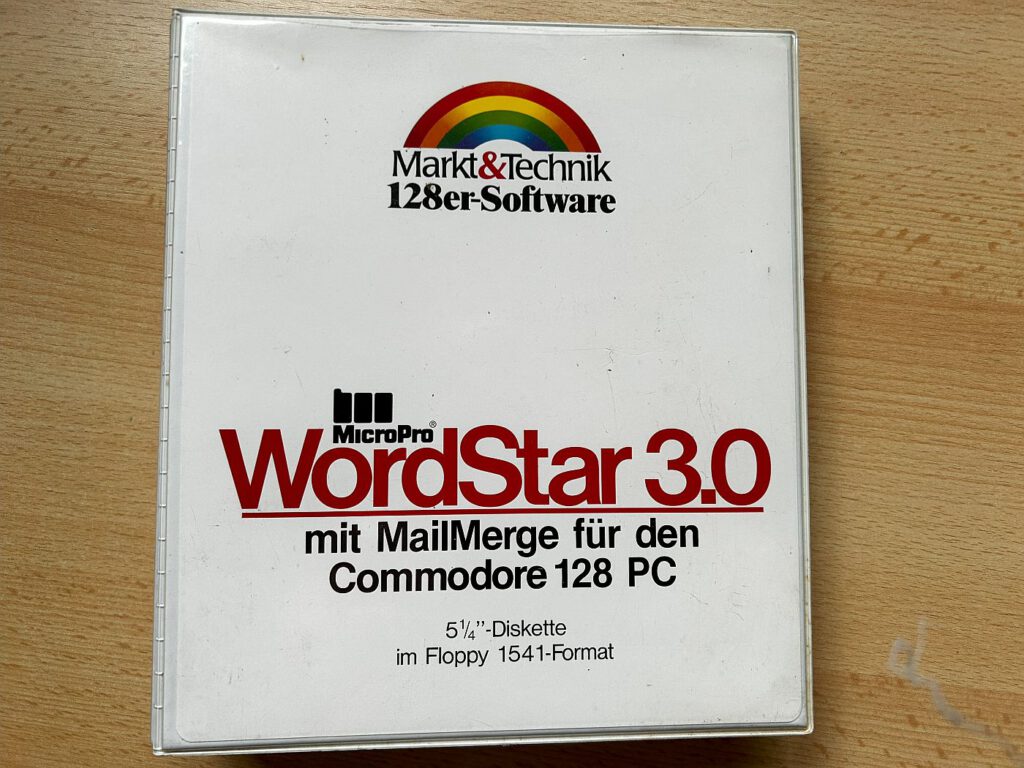 Markt&Technik
128er-Software
MicroPro®
WordStar 3.0
mit MailMerge für den
Commodore 128 PC
5¼"-Diskette
im Floppy 1541-Format